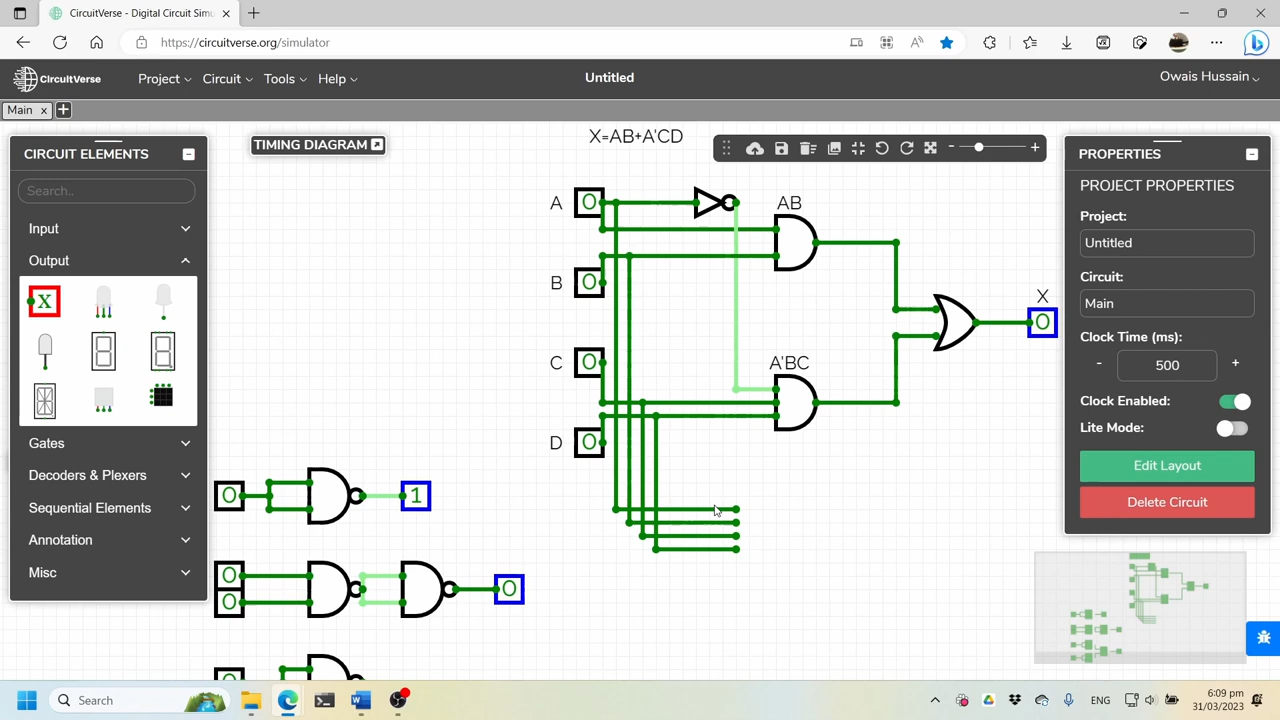 CircuitVerse - Digital Circuit Simu
https://circuitverse.org/simulator
CircuitVerse
Project
Circuit
Tools
Help
Untitled
Owais Hussain
Main x
CIRCUIT ELEMENTS
Search..
Input
Output
X
Gates
Decoders & Plexers
Sequential Elements
Annotation
Misc
TIMING DIAGRAM
X=AB+A'CD
A 0
B 0
C 0
D 0
AB
A'BC
X
0
0
1
0
0
0
PROPERTIES
PROJECT PROPERTIES
Project:
Untitled
Circuit:
Main
Clock Time (ms):
- 500 +
Clock Enabled:
Lite Mode:
Edit Layout
Delete Circuit
Search
ENG
6:09 pm
31/03/2023